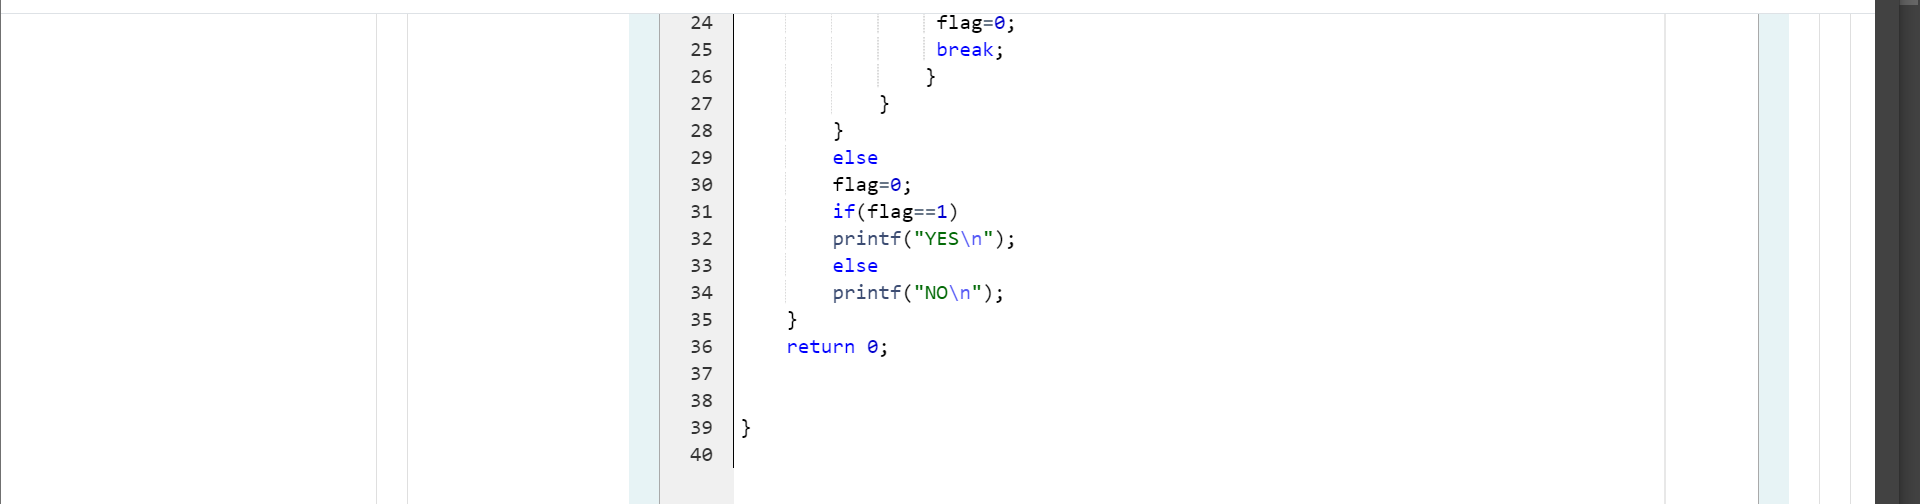 24 flag=0;
25 break;
26 }
27 }
28 }
29 else
30 flag=0;
31 if(flag==1)
32 printf("YES\n");
33 else
34 printf("NO\n");
35 }
36 return 0;
37
38
39 }
40